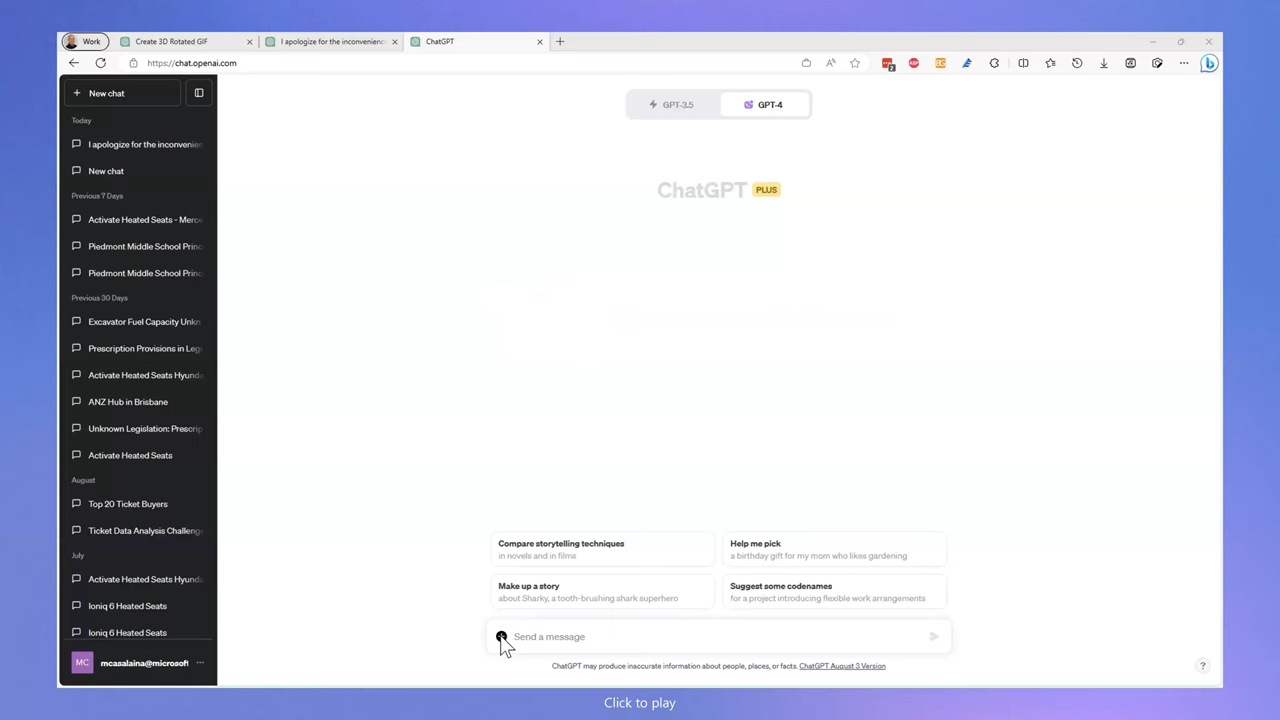 Work
Create 3D Rotated GIF
I apologize for the inconvenienc
ChatGPT
https://chat.openai.com
New chat
GPT-3.5
GPT-4
Today
I apologize for the inconvenien
New chat
ChatGPT PLUS
Previous 7 Days
Activate Heated Seats - Merce
Piedmont Middle School Princ
Piedmont Middle School Princ
Previous 30 Days
Excavator Fuel Capacity Unkn
Prescription Provisions in Legi
Activate Heated Seats Hyunda
ANZ Hub in Brisbane
Unknown Legislation: Prescrip
Activate Heated Seats
August
Top 20 Ticket Buyers
Ticket Data Analysis Challenge
July
Activate Heated Seats Hyunda
Ioniq 6 Heated Seats
Ioniq 6 Heated Seats
MC
mcasalaina@microsoft
Compare storytelling techniques
in novels and in films
Help me pick
a birthday gift for my mom who likes gardening
Make up a story
about Sharky, a tooth-brushing shark superhero
Suggest some codenames
for a project introducing flexible work arrangements
Send a message
ChatGPT may produce inaccurate information about people, places, or facts. ChatGPT August 3 Version
?
Click to play